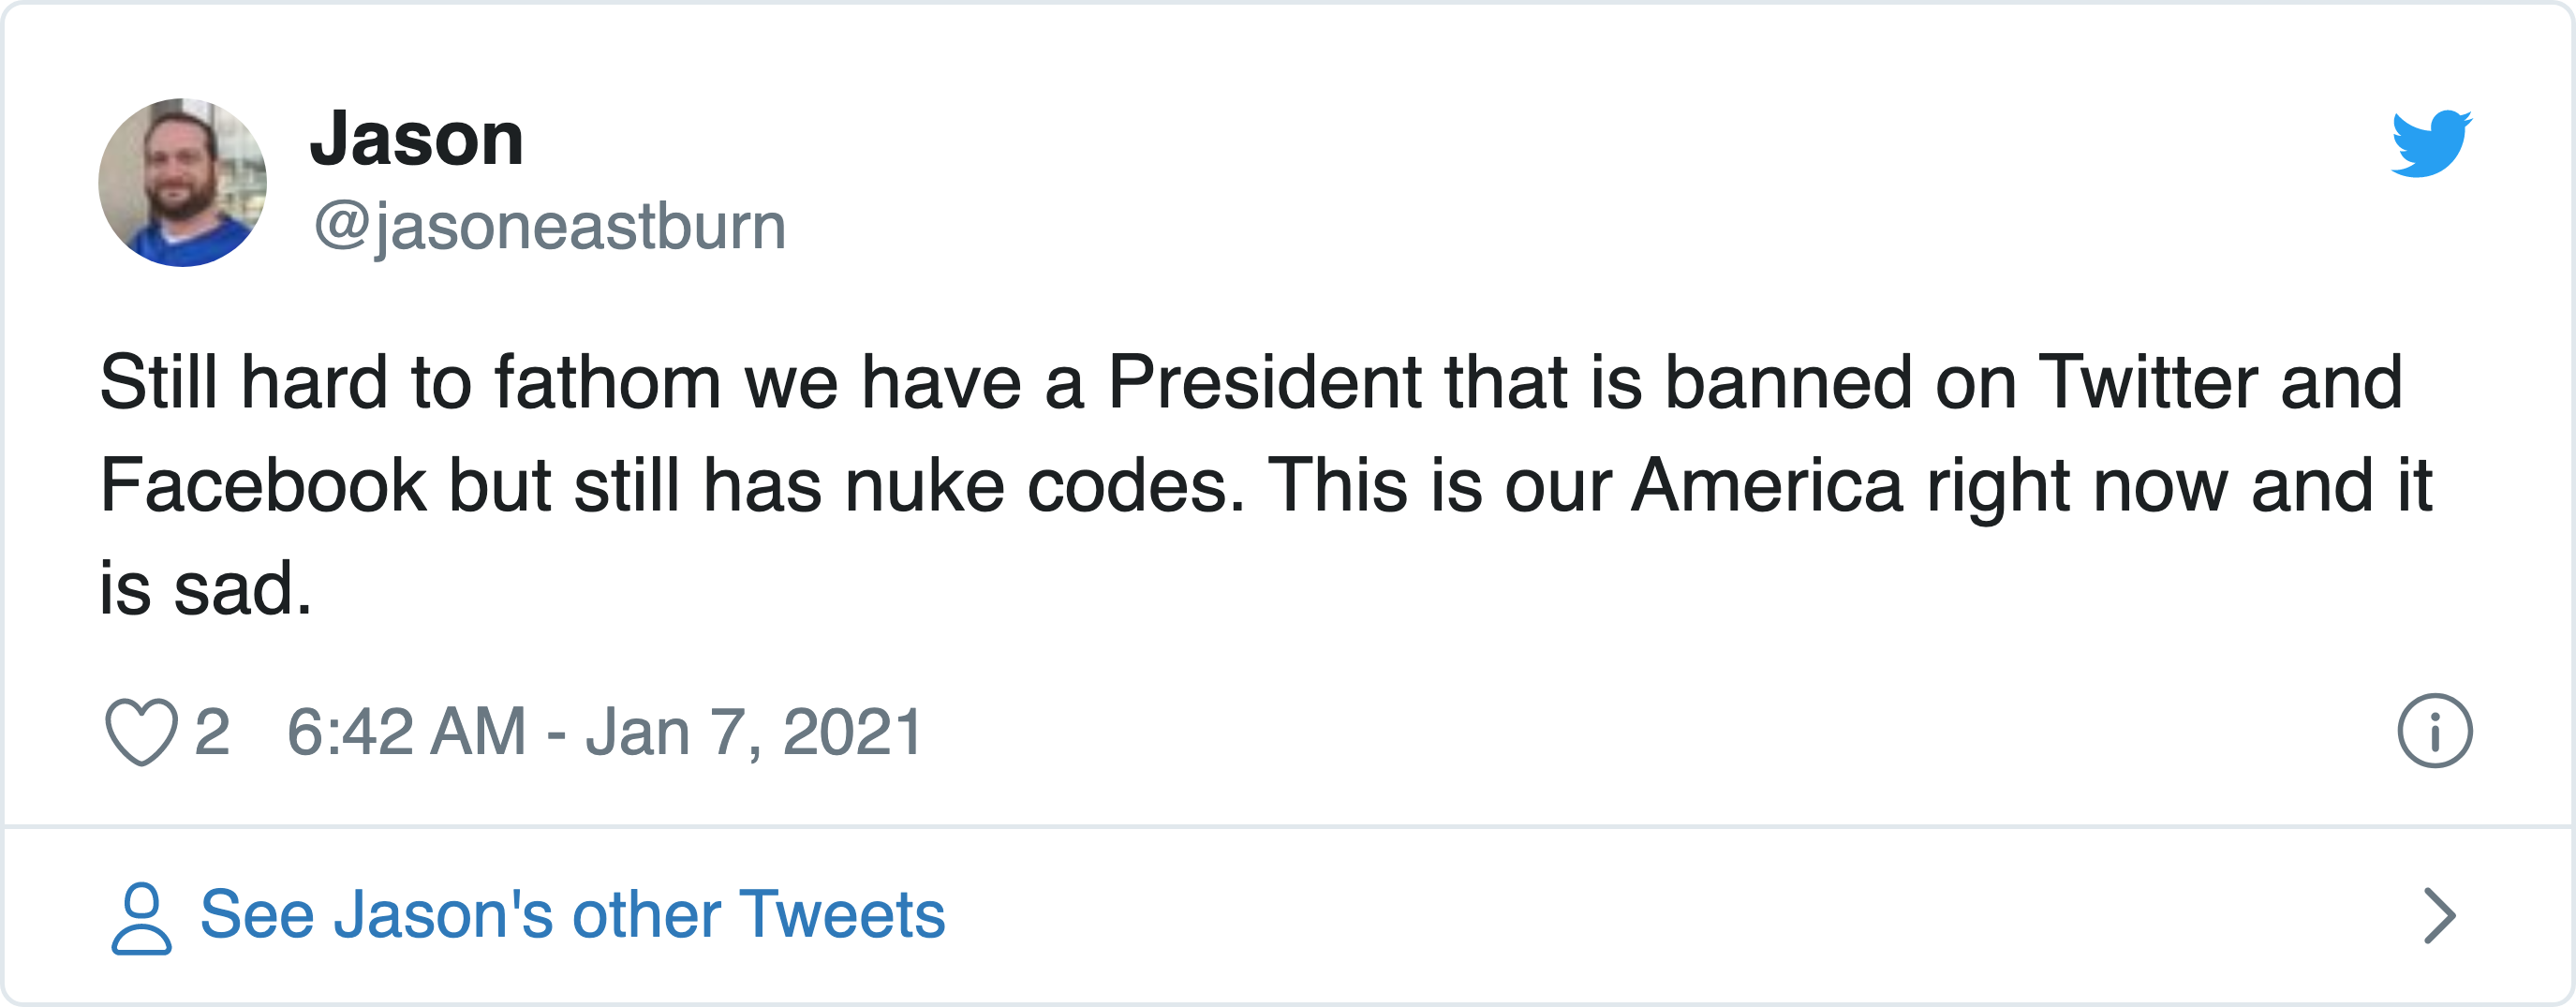 Jason
@jasoneastburn
Still hard to fathom we have a President that is banned on Twitter and
Facebook but still has nuke codes. This is our America right now and it
is sad.
2 6:42 AM - Jan 7, 2021
See Jason's other Tweets